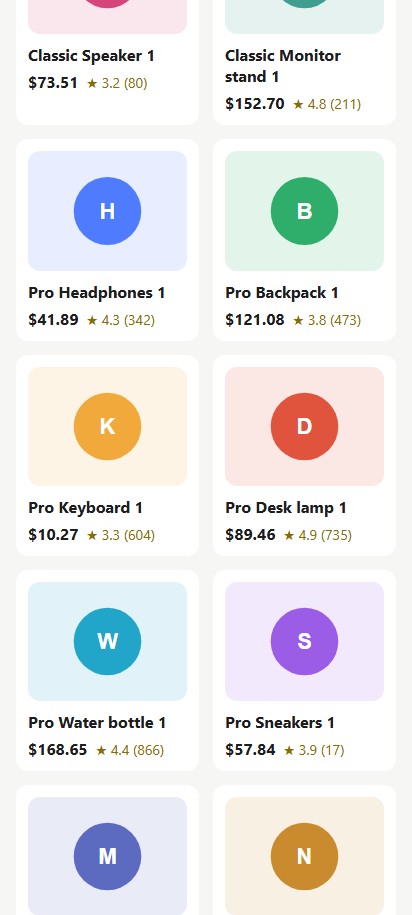 Classic Speaker 1
$73.51 ★ 3.2 (80)
Classic Monitor
stand 1
$152.70 ★ 4.8 (211)
H
Pro Headphones 1
$41.89 ★ 4.3 (342)
B
Pro Backpack 1
$121.08 ★ 3.8 (473)
K
Pro Keyboard 1
$10.27 ★ 3.3 (604)
D
Pro Desk lamp 1
$89.46 ★ 4.9 (735)
W
Pro Water bottle 1
$168.65 ★ 4.4 (866)
S
Pro Sneakers 1
$57.84 ★ 3.9 (17)
M
N